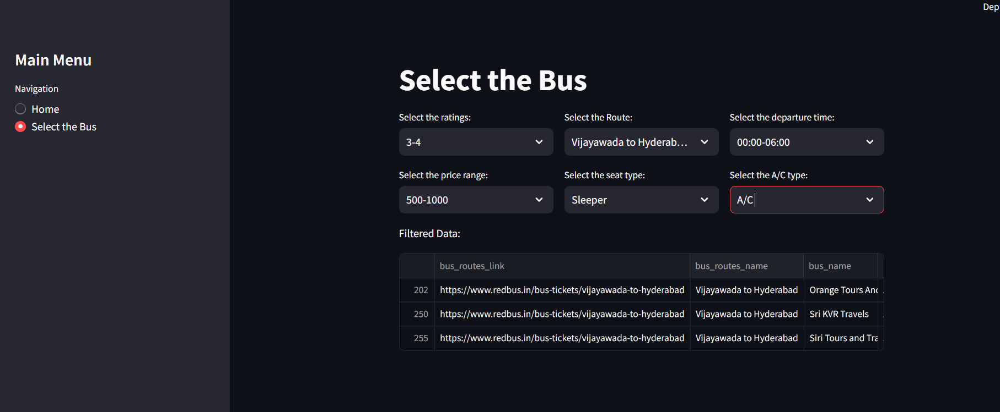 Dep
Main Menu
Navigation
Home
Select the Bus
Select the Bus
Select the ratings: Select the Route: Select the departure time:
3-4 Vijayawada to Hyderab... 00:00-06:00
Select the price range: Select the seat type: Select the A/C type:
500-1000 Sleeper A/C
Filtered Data:
bus_routes_link bus_routes_name bus_name
202 https://www.redbus.in/bus-tickets/vijayawada-to-hyderabad Vijayawada to Hyderabad Orange Tours And
250 https://www.redbus.in/bus-tickets/vijayawada-to-hyderabad Vijayawada to Hyderabad Sri KVR Travels
255 https://www.redbus.in/bus-tickets/vijayawada-to-hyderabad Vijayawada to Hyderabad Siri Tours and Tra